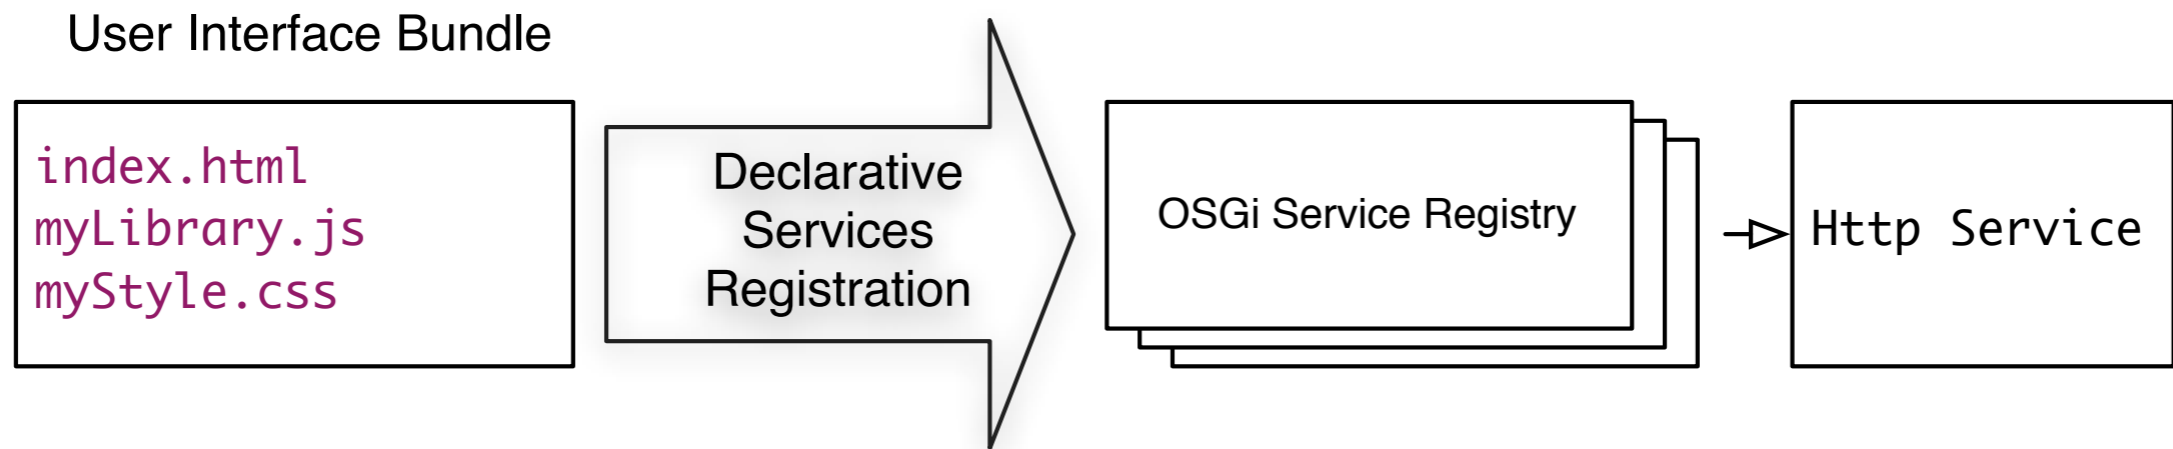 User Interface Bundle
index.html
myLibrary.js
myStyle.css
Declarative
Services
Registration
OSGi Service Registry
Http Service